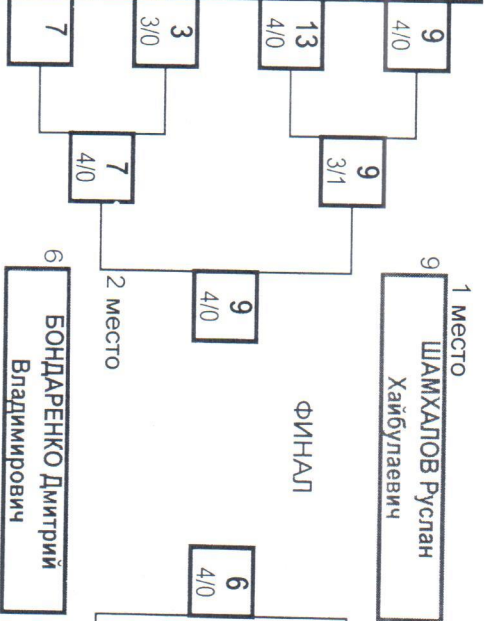 1 место
9
4/0
9
ШАМХАЛОВ Руслан
Хайбулаевич
9
3/1
13
4/0
ФИНАЛ
9
4/0
6
4/0
3
3/0
7
4/0
2 место
7
6
БОНДАРЕНКО Дмитрий
Владимирович